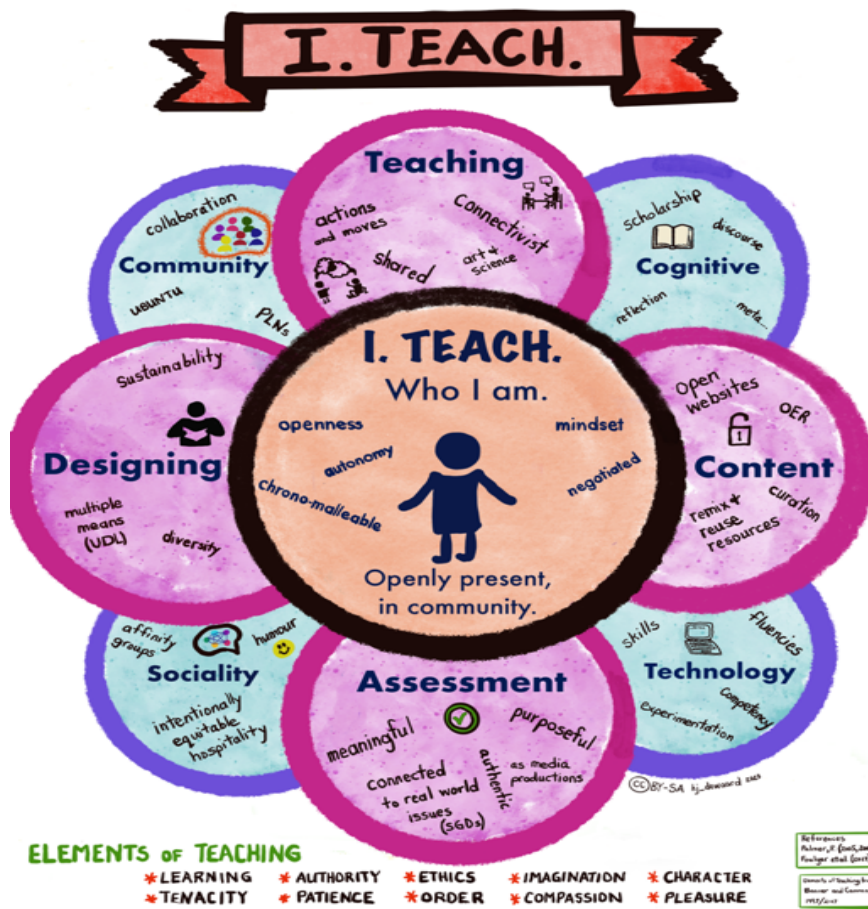 I. TEACH.
Teaching
actions
and moves
Connectivist
shared
art &
science
collaboration
Community
UBUNTU
PLNs
scholarship
discourse
Cognitive
reflection
meta...
I. TEACH.
Who I am.
openness
mindset
autonomy
negotiated
chrono-malleable
Openly present,
in community.
sustainability
Designing
multiple
means
(UDL)
diversity
Open
websites
OER
Content
curation
remix +
reuse
resources
affinity
groups
humour
Sociality
intentionally
equitable
hospitality
Assessment
meaningful
purposeful
connected
to real world
issues
(SGDs)
authentic
as media
productions
skills
fluencies
Technology
competency
experimentation
CC BY-SA hj_dewaard
ELEMENTS OF TEACHING
* LEARNING * AUTHORITY * ETHICS * IMAGINATION * CHARACTER
* TENACITY * PATIENCE * ORDER * COMPASSION * PLEASURE
References